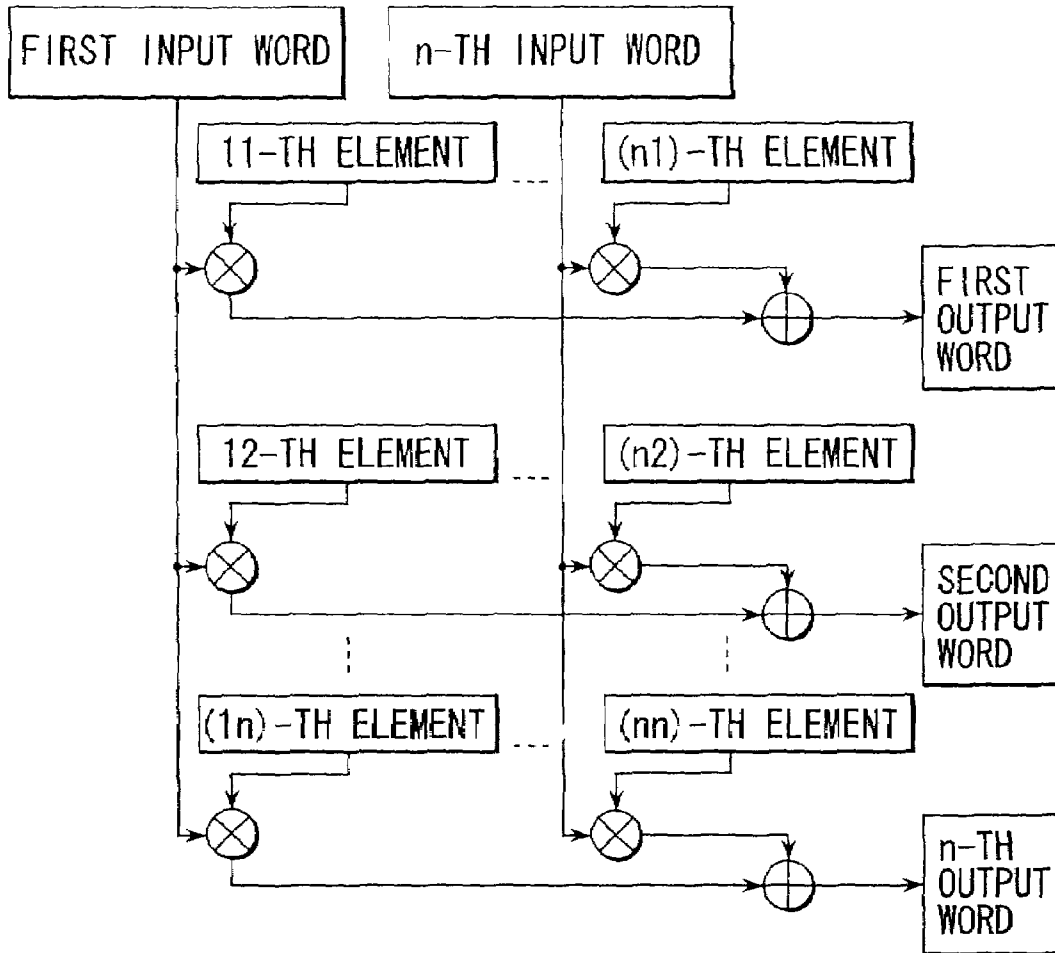 FIRST INPUT WORD
n-TH INPUT WORD
11-TH ELEMENT
(n1)-TH ELEMENT
FIRST
OUTPUT
WORD
12-TH ELEMENT
(n2)-TH ELEMENT
SECOND
OUTPUT
WORD
(1n)-TH ELEMENT
(nn)-TH ELEMENT
n-TH
OUTPUT
WORD